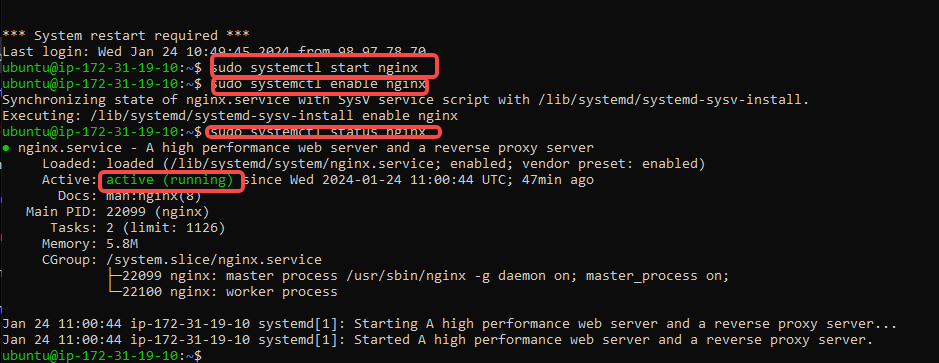 *** System restart required ***
Last login: Wed Jan 24 10:49:45 2024 from 98.97.78.70
ubuntu@ip-172-31-19-10:~$ sudo systemctl start nginx
ubuntu@ip-172-31-19-10:~$ sudo systemctl enable nginx
Synchronizing state of nginx.service with SysV service script with /lib/systemd/systemd-sysv-install.
Executing: /lib/systemd/systemd-sysv-install enable nginx
ubuntu@ip-172-31-19-10:~$ sudo systemctl status nginx
● nginx.service - A high performance web server and a reverse proxy server
Loaded: loaded (/lib/systemd/system/nginx.service; enabled; vendor preset: enabled)
Active: active (running) since Wed 2024-01-24 11:00:44 UTC; 47min ago
Docs: man:nginx(8)
Main PID: 22099 (nginx)
Tasks: 2 (limit: 1126)
Memory: 5.8M
CGroup: /system.slice/nginx.service
├─22099 nginx: master process /usr/sbin/nginx -g daemon on; master_process on;
└─22100 nginx: worker process
Jan 24 11:00:44 ip-172-31-19-10 systemd[1]: Starting A high performance web server and a reverse proxy server...
Jan 24 11:00:44 ip-172-31-19-10 systemd[1]: Started A high performance web server and a reverse proxy server.
ubuntu@ip-172-31-19-10:~$